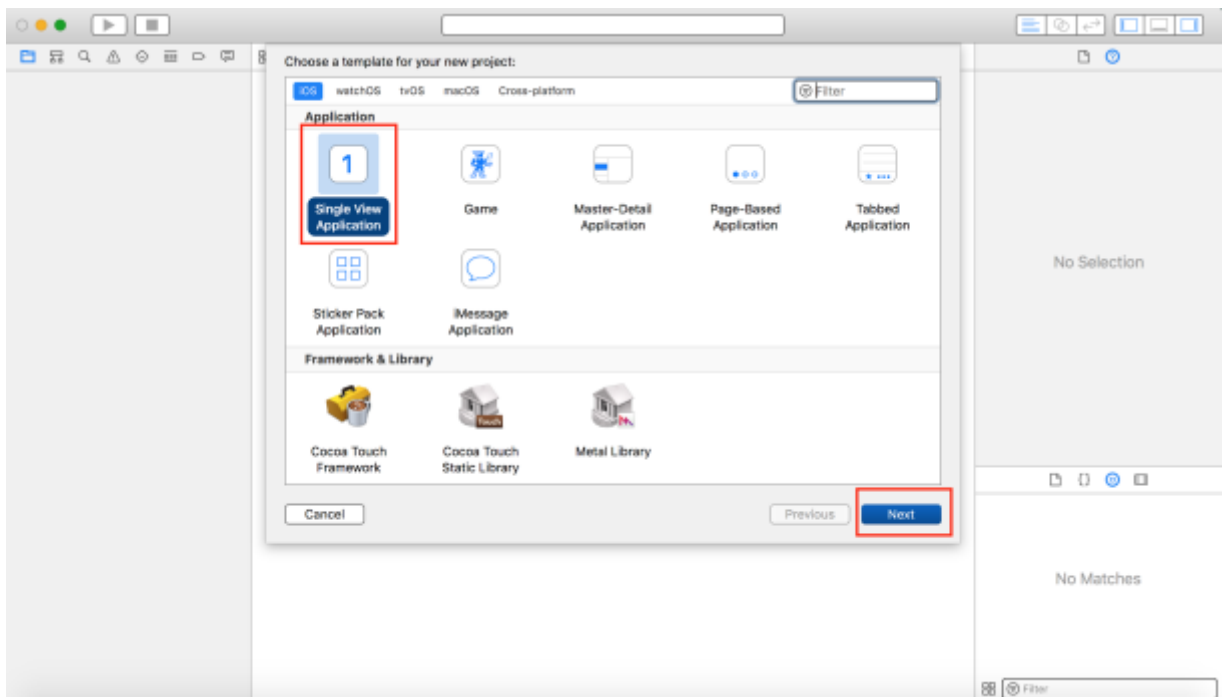 Choose a template for your new project:
iOS watchOS tvOS macOS Cross-platform
Filter
Application
1
Single View
Application
Game
Master-Detail
Application
Page-Based
Application
Tabbed
Application
Sticker Pack
Application
iMessage
Application
Framework & Library
Touch
Cocoa Touch
Framework
Cocoa Touch
Static Library
Metal Library
Cancel
Previous
Next
No Selection
{}
No Matches
Filter